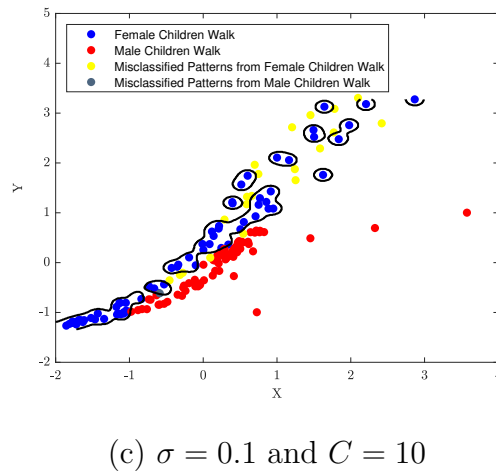 5
Female Children Walk
Male Children Walk
Misclassified Patterns from Female Children Walk
Misclassified Patterns from Male Children Walk
4
3
2
Y
1
0
-1
-2
-2 -1 0 1 2 3 4
X
(c) σ = 0.1 and C = 10